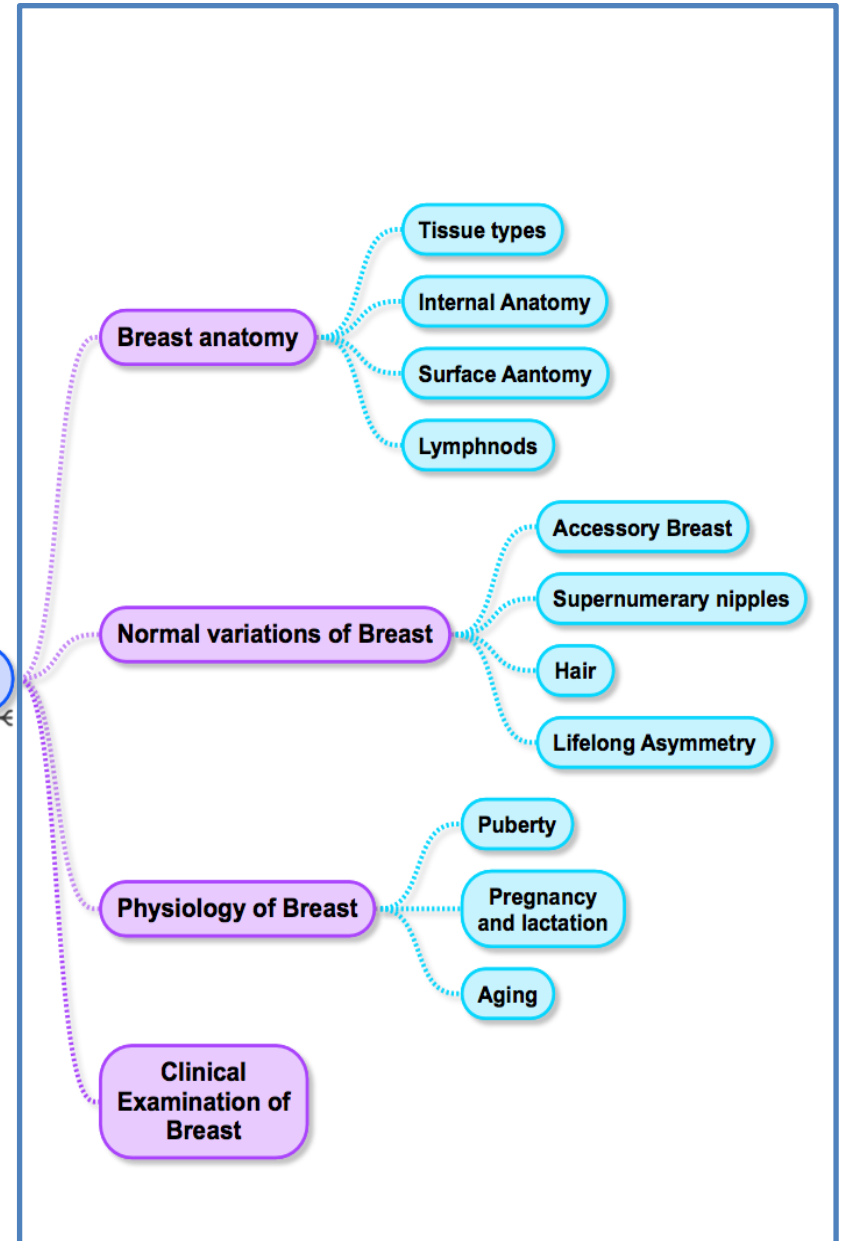 Breast anatomy
Tissue types
Internal Anatomy
Surface Aantomy
Lymphnods
Normal variations of Breast
Accessory Breast
Supernumerary nipples
Hair
Lifelong Asymmetry
Physiology of Breast
Puberty
Pregnancy
and lactation
Aging
Clinical
Examination of
Breast